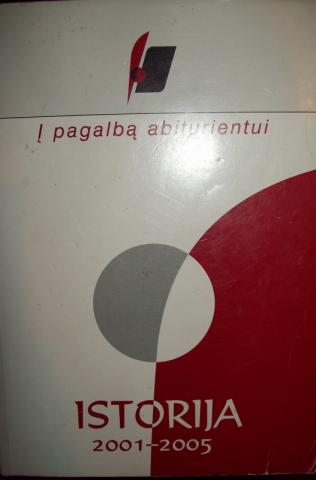 Į pagalbą abiturientui
ISTORIJA
2001–2005